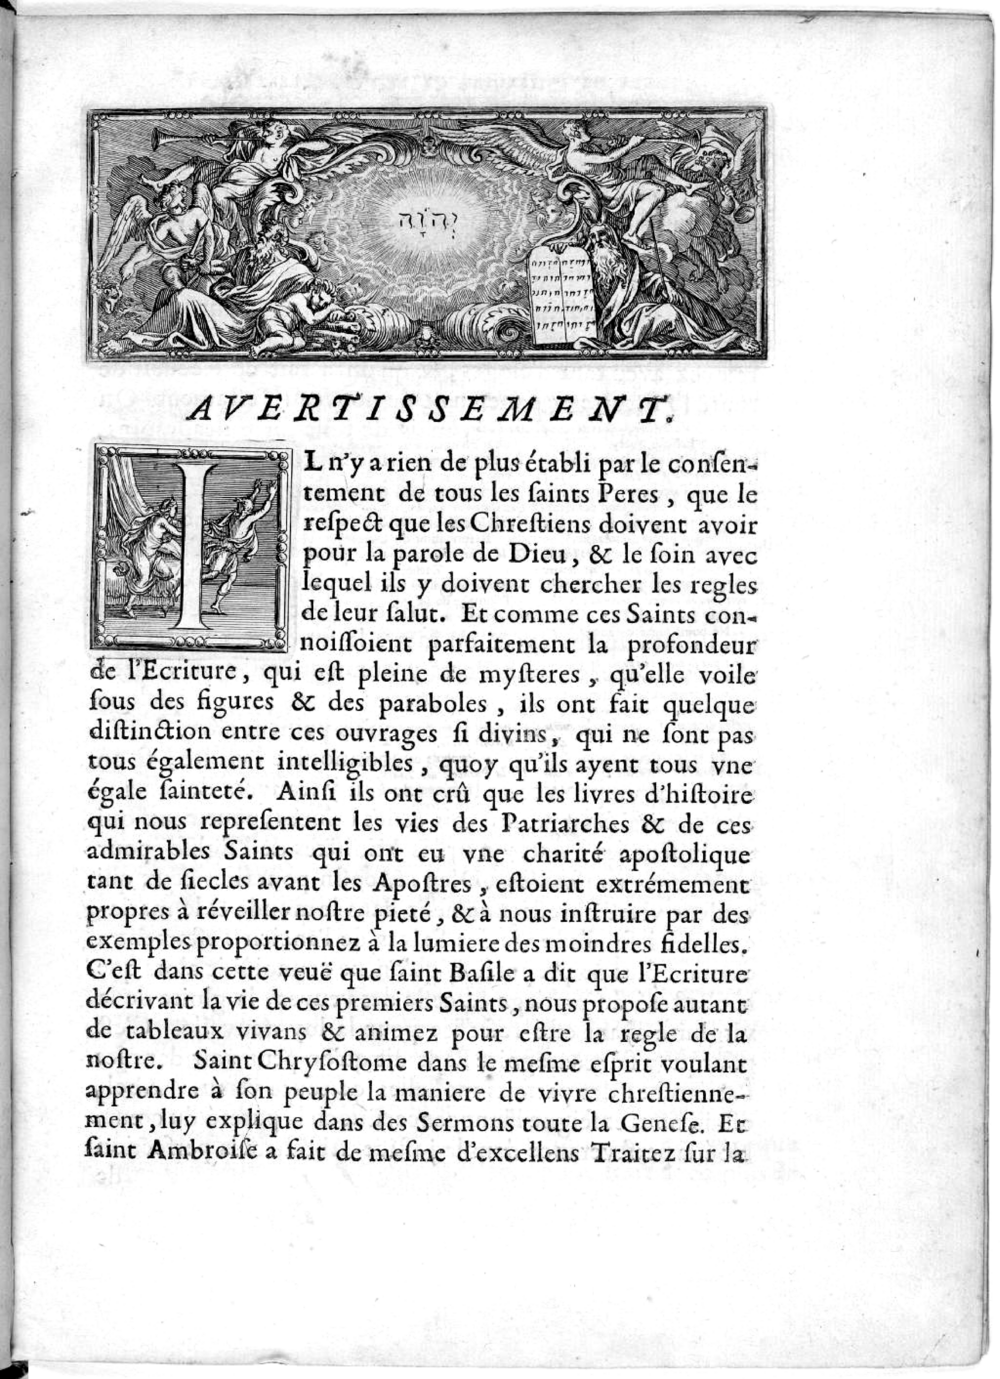 יְהֹוָה
AVERTISSEMENT.
IL n'y a rien de plus établi par le conſen-
tement de tous les ſaints Peres, que le
reſpect que les Chreſtiens doivent avoir
pour la parole de Dieu, & le ſoin avec
lequel ils y doivent chercher les regles
de leur ſalut. Et comme ces Saints con-
noiſſoient parfaitement la profondeur
de l'Ecriture, qui eſt pleine de myſteres, qu'elle voile
ſous des figures & des paraboles, ils ont fait quelque
diſtinction entre ces ouvrages ſi divins, qui ne ſont pas
tous également intelligibles, quoy qu'ils ayent tous vne
égale ſainteté. Ainſi ils ont crû que les livres d'hiſtoire
qui nous repreſentent les vies des Patriarches & de ces
admirables Saints qui ont eu vne charité apoſtolique
tant de ſiecles avant les Apoſtres, eſtoient extrémement
propres à réveiller noſtre pieté, & à nous inſtruire par des
exemples proportionnez à la lumiere des moindres fidelles.
C'eſt dans cette veuë que ſaint Baſile a dit que l'Ecriture
décrivant la vie de ces premiers Saints, nous propoſe autant
de tableaux vivans & animez pour eſtre la regle de la
noſtre. Saint Chryſoſtome dans le meſme eſprit voulant
apprendre à ſon peuple la maniere de vivre chreſtienne-
ment, luy explique dans des Sermons toute la Geneſe. Et
ſaint Ambroiſe a fait de meſme d'excellens Traitez ſur la